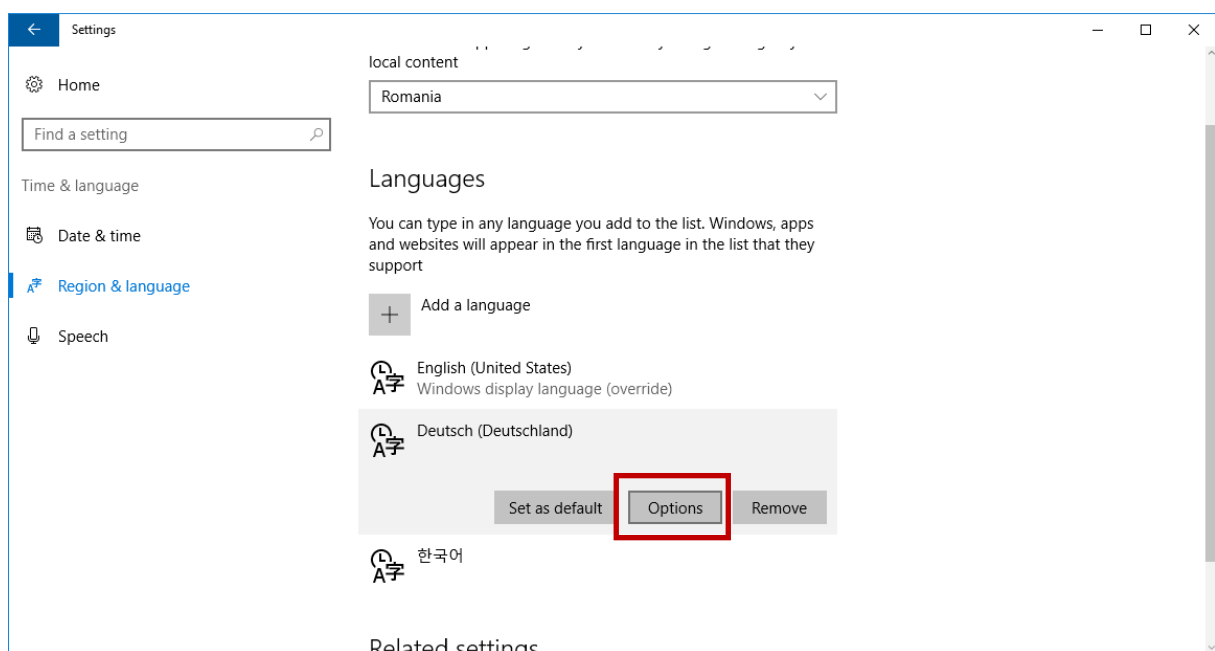 Settings
Home
Find a setting
Time & language
Date & time
Region & language
Speech
local content
Romania
Languages
You can type in any language you add to the list. Windows, apps
and websites will appear in the first language in the list that they
support
Add a language
English (United States)
Windows display language (override)
Deutsch (Deutschland)
Set as default
Options
Remove
한국어
Related settings